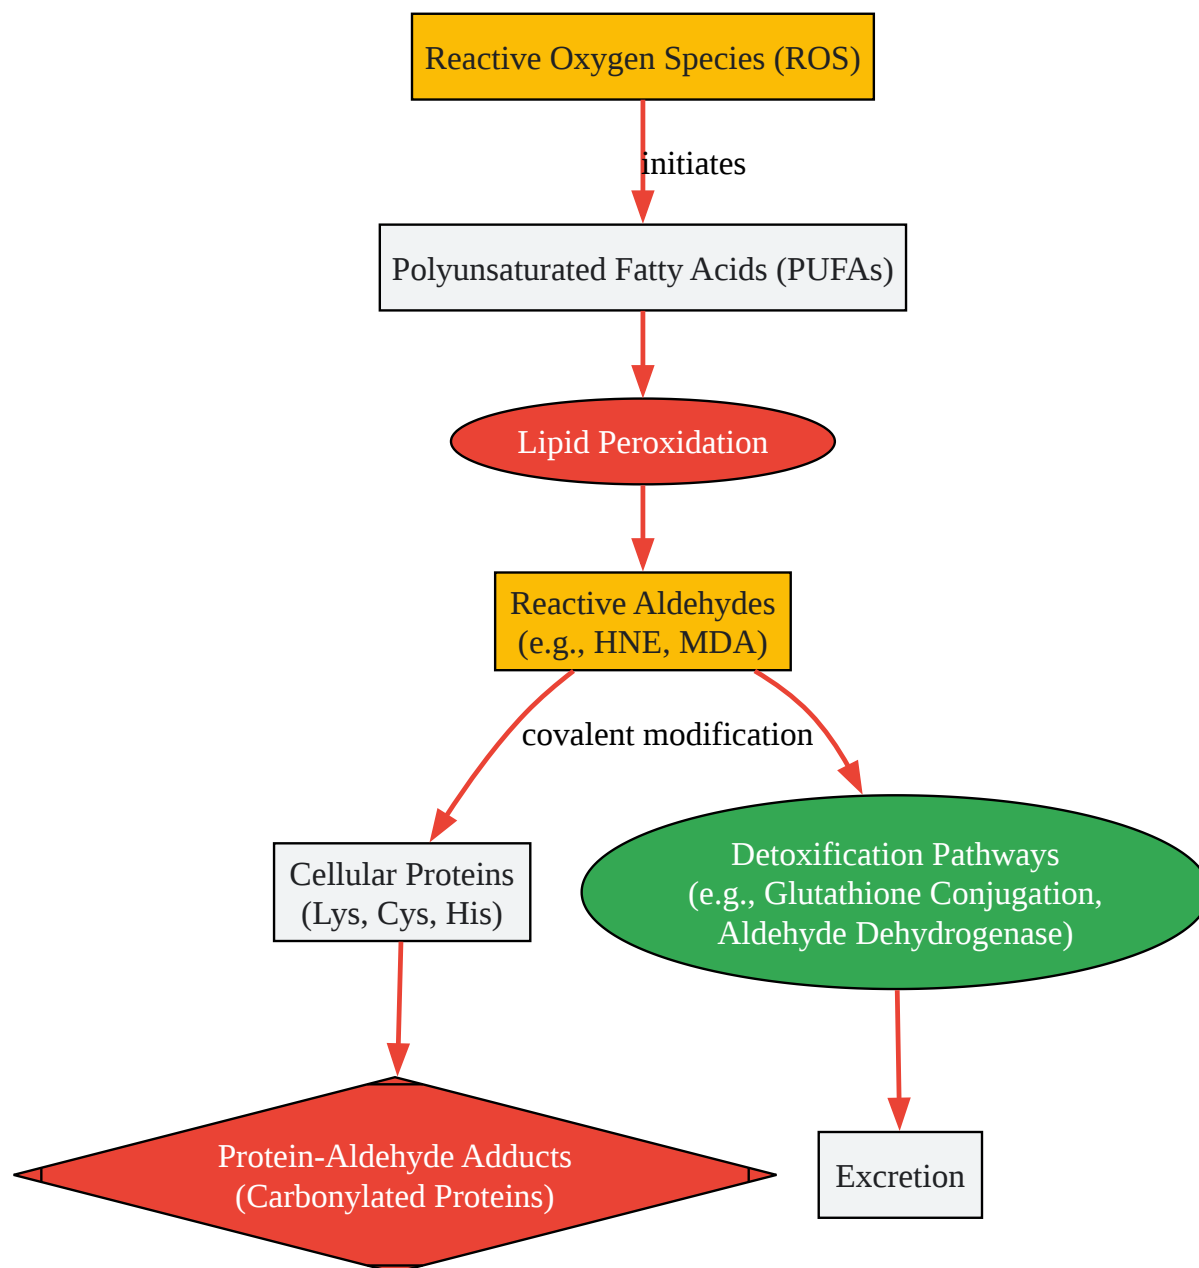 Reactive Oxygen Species (ROS)
initiates
Polyunsaturated Fatty Acids (PUFAs)
Lipid Peroxidation
Reactive Aldehydes
(e.g., HNE, MDA)
covalent modification
Cellular Proteins
(Lys, Cys, His)
Detoxification Pathways
(e.g., Glutathione Conjugation,
Aldehyde Dehydrogenase)
Protein-Aldehyde Adducts
(Carbonylated Proteins)
Excretion